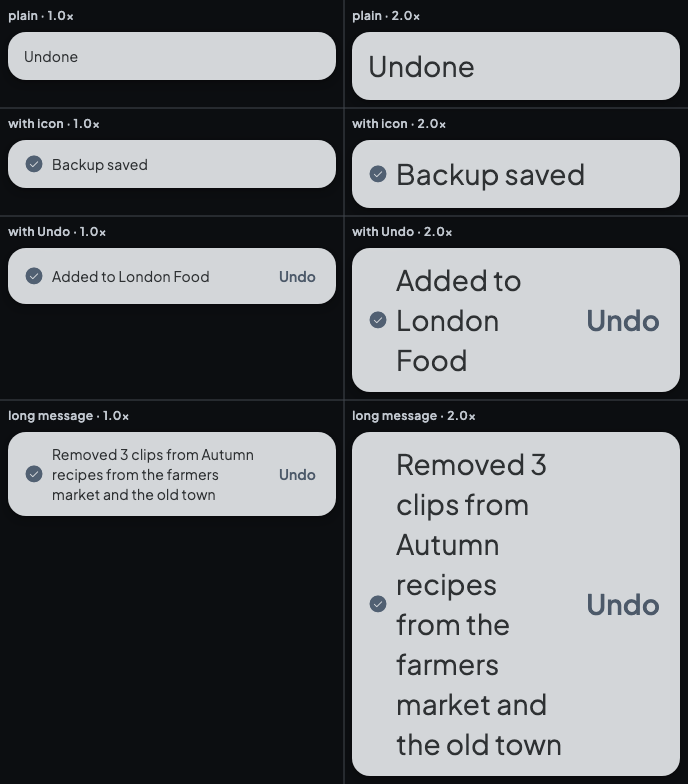 plain · 1.0×
Undone
plain · 2.0×
Undone
with icon · 1.0×
Backup saved
with icon · 2.0×
Backup saved
with Undo · 1.0×
Added to London Food
Undo
with Undo · 2.0×
Added to
London
Food
Undo
long message · 1.0×
Removed 3 clips from Autumn
recipes from the farmers
market and the old town
Undo
long message · 2.0×
Removed 3
clips from
Autumn
recipes
from the
farmers
market and
the old town
Undo